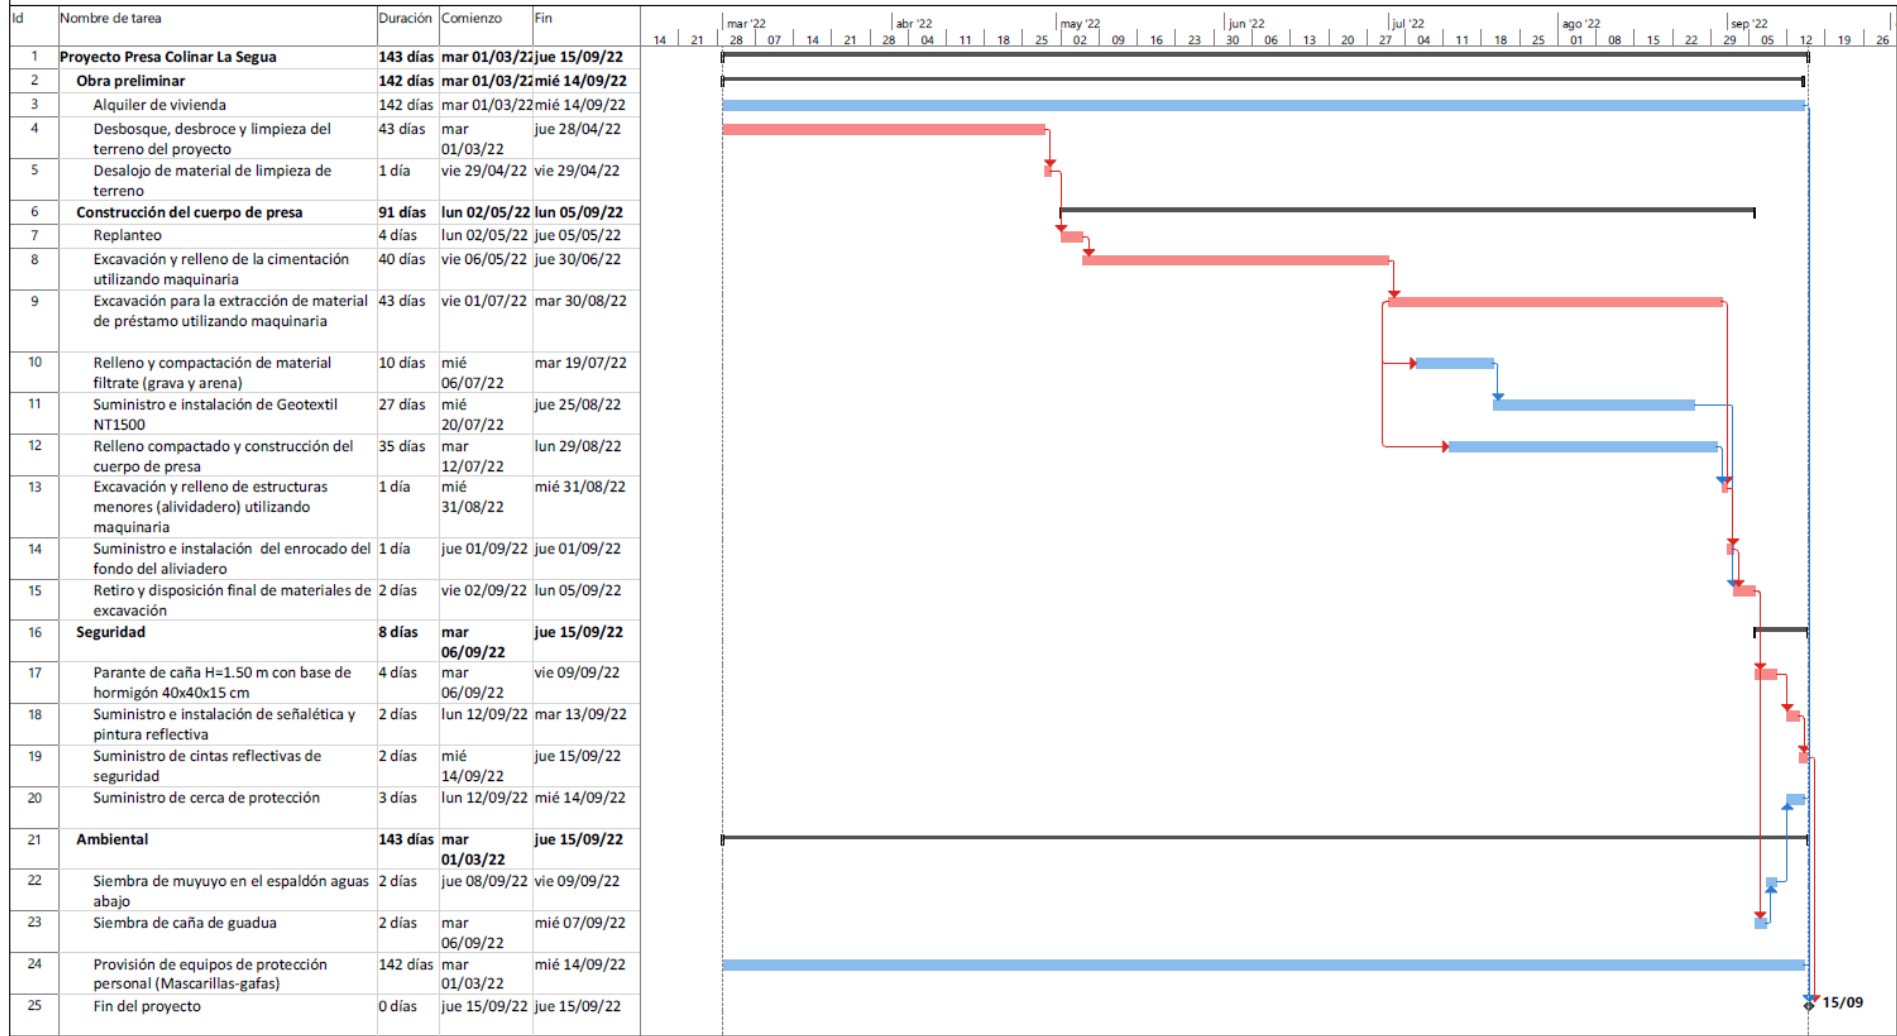 Id Nombre de tarea Duración Comienzo Fin
mar '22 abr '22 may '22 jun '22 jul '22 ago '22 sep '22
14 21 28 07 14 21 28 04 11 18 25 02 09 16 23 30 06 13 20 27 04 11 18 25 01 08 15 22 29 05 12 19 26
1 Proyecto Presa Colinar La Segua 143 días mar 01/03/22 jue 15/09/22
2 Obra preliminar 142 días mar 01/03/22 mié 14/09/22
3 Alquiler de vivienda 142 días mar 01/03/22 mié 14/09/22
4 Desbosque, desbroce y limpieza del 43 días mar jue 28/04/22
terreno del proyecto 01/03/22
5 Desalojo de material de limpieza de 1 día vie 29/04/22 vie 29/04/22
terreno
6 Construcción del cuerpo de presa 91 días lun 02/05/22 lun 05/09/22
7 Replanteo 4 días lun 02/05/22 jue 05/05/22
8 Excavación y relleno de la cimentación 40 días vie 06/05/22 jue 30/06/22
utilizando maquinaria
9 Excavación para la extracción de material 43 días vie 01/07/22 mar 30/08/22
de préstamo utilizando maquinaria
10 Relleno y compactación de material 10 días mié mar 19/07/22
filtrate (grava y arena) 06/07/22
11 Suministro e instalación de Geotextil 27 días mié jue 25/08/22
NT1500 20/07/22
12 Relleno compactado y construcción del 35 días mar lun 29/08/22
cuerpo de presa 12/07/22
13 Excavación y relleno de estructuras 1 día mié mié 31/08/22
menores (alividadero) utilizando 31/08/22
maquinaria
14 Suministro e instalación del enrocado del 1 día jue 01/09/22 jue 01/09/22
fondo del aliviadero
15 Retiro y disposición final de materiales de 2 días vie 02/09/22 lun 05/09/22
excavación
16 Seguridad 8 días mar jue 15/09/22
06/09/22
17 Parante de caña H=1.50 m con base de 4 días mar vie 09/09/22
hormigón 40x40x15 cm 06/09/22
18 Suministro e instalación de señalética y 2 días lun 12/09/22 mar 13/09/22
pintura reflectiva
19 Suministro de cintas reflectivas de 2 días mié jue 15/09/22
seguridad 14/09/22
20 Suministro de cerca de protección 3 días lun 12/09/22 mié 14/09/22
21 Ambiental 143 días mar jue 15/09/22
01/03/22
22 Siembra de muyuyo en el espaldón aguas 2 días jue 08/09/22 vie 09/09/22
abajo
23 Siembra de caña de guadua 2 días mar mié 07/09/22
06/09/22
24 Provisión de equipos de protección 142 días mar mié 14/09/22
personal (Mascarillas-gafas) 01/03/22
25 Fin del proyecto 0 días jue 15/09/22 jue 15/09/22
15/09